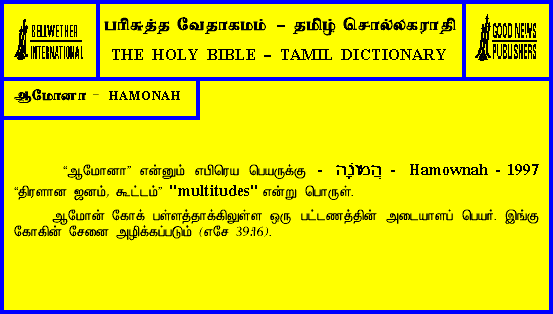 BELLWETHER
INTERNATIONAL
பரிசுத்த வேதாகமம் – தமிழ் சொல்லகராதி
THE HOLY BIBLE – TAMIL DICTIONARY
GOOD NEWS
PUBLISHERS
ஆமோனா – HAMONAH
“ஆமோனா” என்னும் எபிரெய பெயருக்கு - הֲמוֹנָה - Hamownah - 1997
“திரளான ஜனம், கூட்டம்” "multitudes" என்று பொருள்.
ஆமோன் கோக் பள்ளத்தாக்கிலுள்ள ஒரு பட்டணத்தின் அடையாளப் பெயர். இங்கு
கோகின் சேனை அழிக்கப்படும் (எசே 39:16).